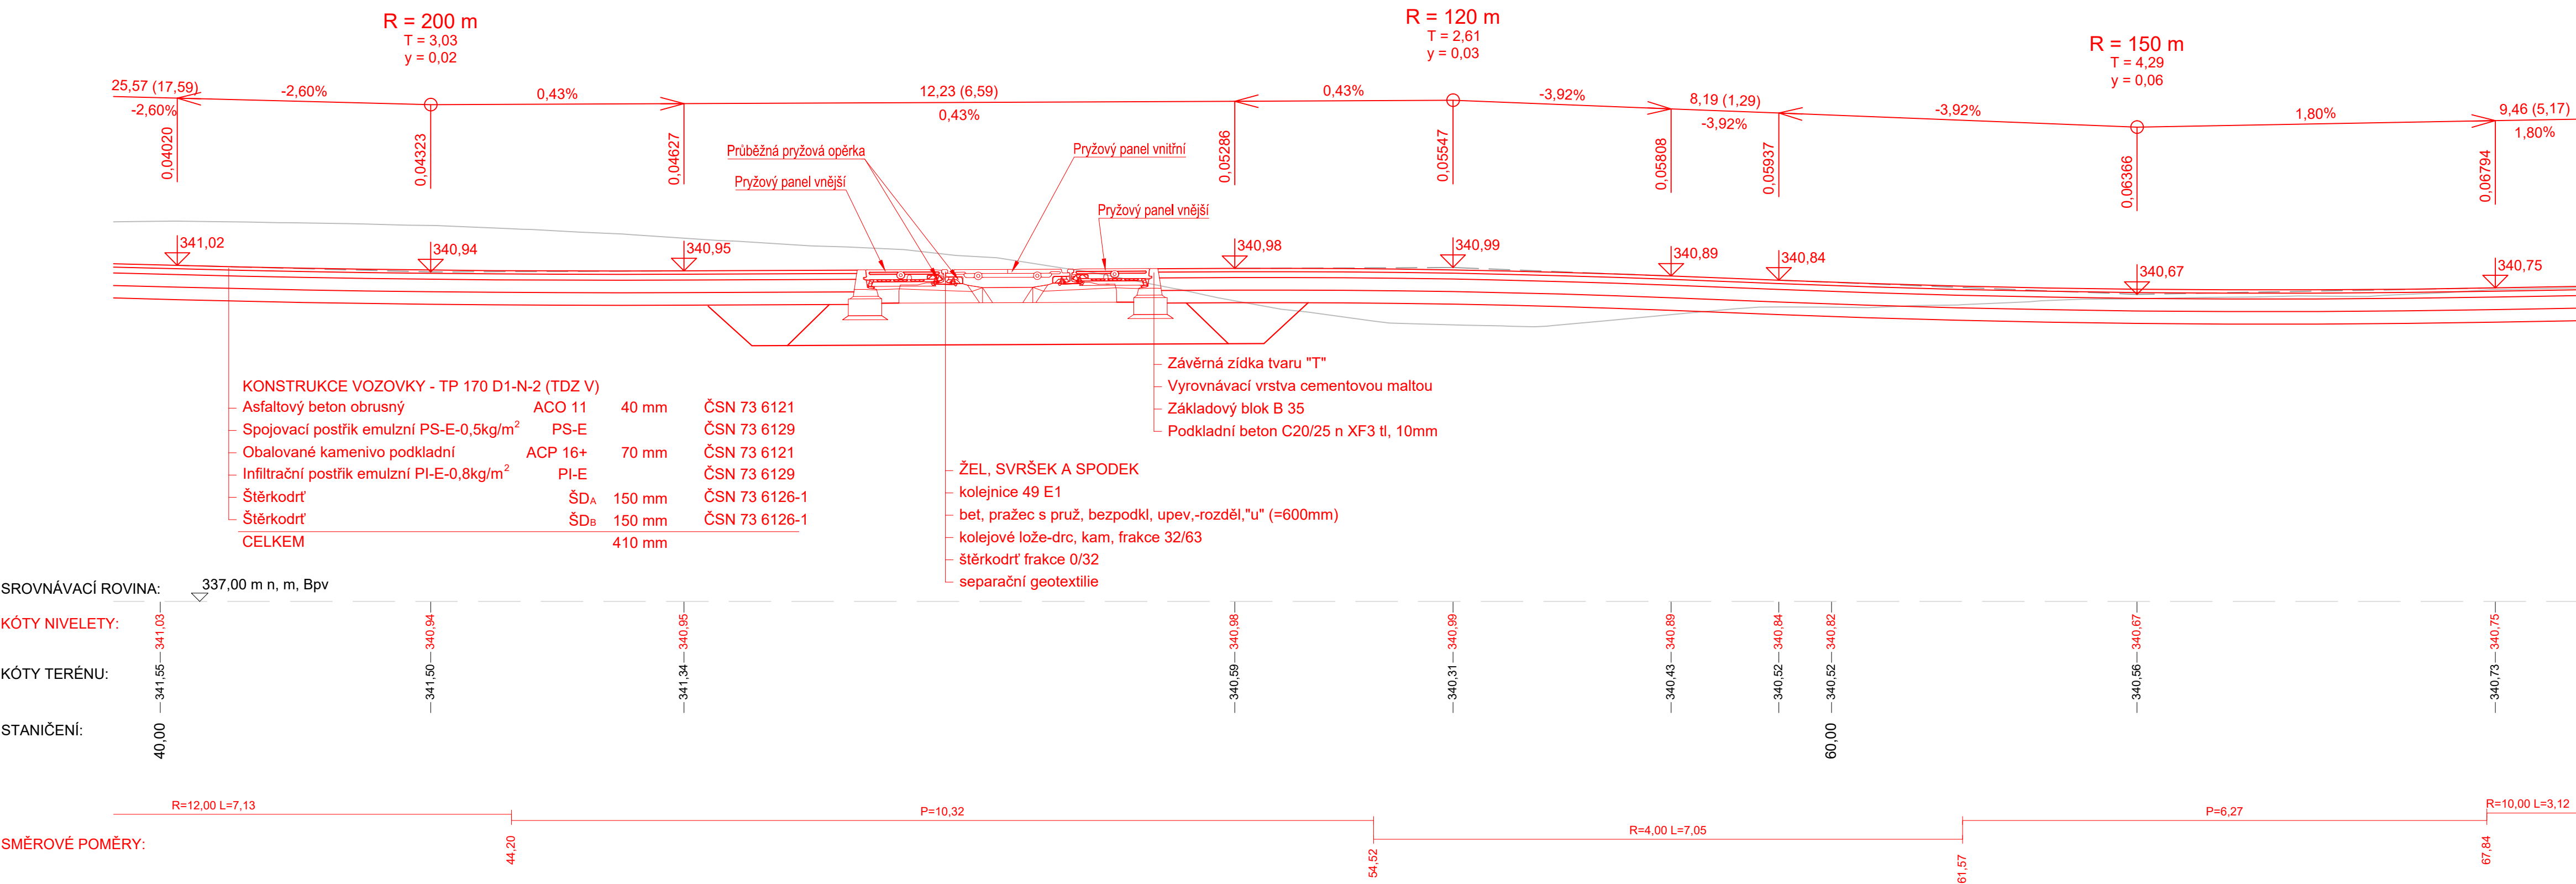 R = 200 m
T = 3,03
y = 0,02
R = 120 m
T = 2,61
y = 0,03
R = 150 m
T = 4,29
y = 0,06
25,57 (17,59)
-2,60%
-2,60%
0,43%
12,23 (6,59)
0,43%
0,43%
-3,92%
8,19 (1,29)
-3,92%
-3,92%
1,80%
9,46 (5,17)
1,80%
0,04020
0,04323
0,04627
0,05286
0,05547
0,05808
0,05937
0,06366
0,06794
Průběžná pryžová opěrka
Pryžový panel vnitřní
Pryžový panel vnější
Pryžový panel vnější
341,02
340,94
340,95
340,98
340,99
340,89
340,84
340,67
340,75
KONSTRUKCE VOZOVKY - TP 170 D1-N-2 (TDZ V)
Asfaltový beton obrusný ACO 11 40 mm ČSN 73 6121
Spojovací postřik emulzní PS-E-0,5kg/m² PS-E ČSN 73 6129
Obalované kamenivo podkladní ACP 16+ 70 mm ČSN 73 6121
Infiltrační postřik emulzní PI-E-0,8kg/m² PI-E ČSN 73 6129
Štěrkodrť ŠDA 150 mm ČSN 73 6126-1
Štěrkodrť ŠDB 150 mm ČSN 73 6126-1
CELKEM 410 mm
Závěrná zídka tvaru "T"
Vyrovnávací vrstva cementovou maltou
Základový blok B 35
Podkladní beton C20/25 n XF3 tl, 10mm
ŽEL, SVRŠEK A SPODEK
kolejnice 49 E1
bet, pražec s pruž, bezpodkl, upev,-rozděl,"u" (=600mm)
kolejové lože-drc, kam, frakce 32/63
štěrkodrť frakce 0/32
separační geotextilie
SROVNÁVACÍ ROVINA: 337,00 m n, m, Bpv
KÓTY NIVELETY: 341,03 340,94 340,95 340,98 340,99 340,89 340,84 340,82 340,67 340,75
KÓTY TERÉNU: 341,55 341,50 341,34 340,59 340,31 340,43 340,52 340,52 340,56 340,73
STANIČENÍ: 40,00 60,00
R=12,00 L=7,13
P=10,32
R=4,00 L=7,05
P=6,27
R=10,00 L=3,12
SMĚROVÉ POMĚRY: 44,20 54,52 61,57 67,84